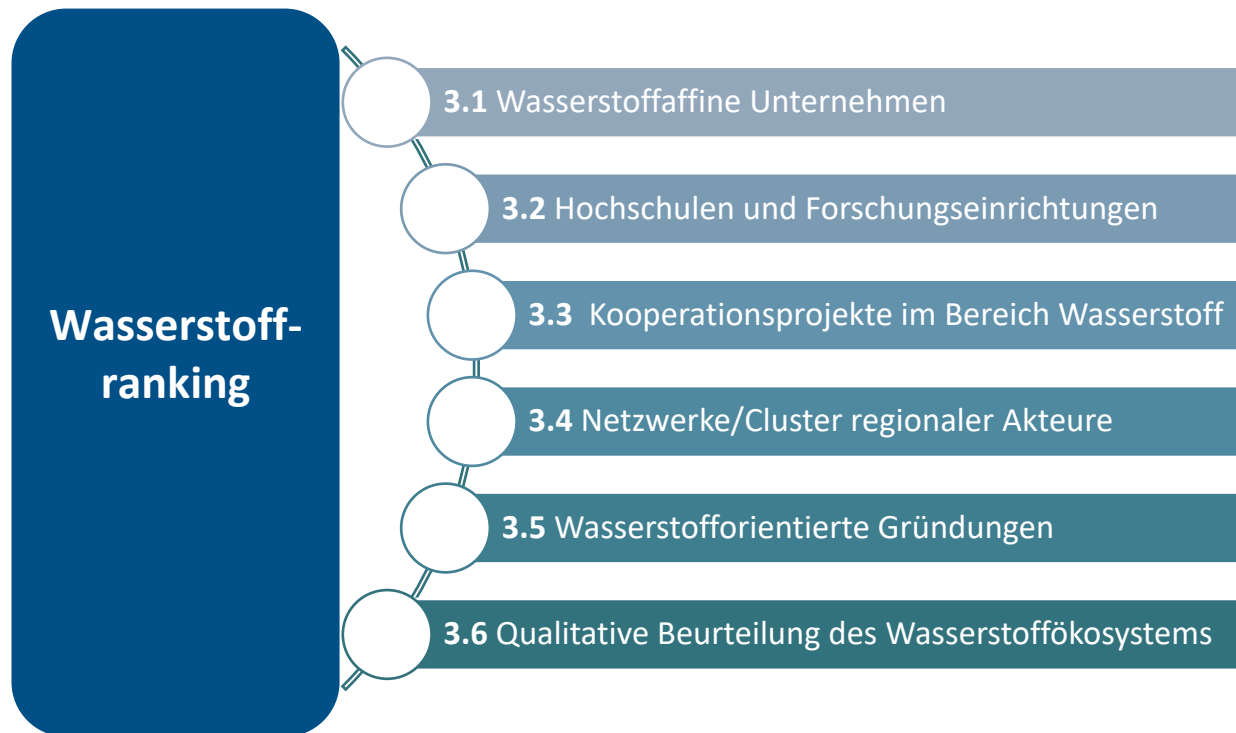 Wasserstoff-
ranking
3.1 Wasserstoffaffine Unternehmen
3.2 Hochschulen und Forschungseinrichtungen
3.3 Kooperationsprojekte im Bereich Wasserstoff
3.4 Netzwerke/Cluster regionaler Akteure
3.5 Wasserstofforientierte Gründungen
3.6 Qualitative Beurteilung des Wasserstoffökosystems